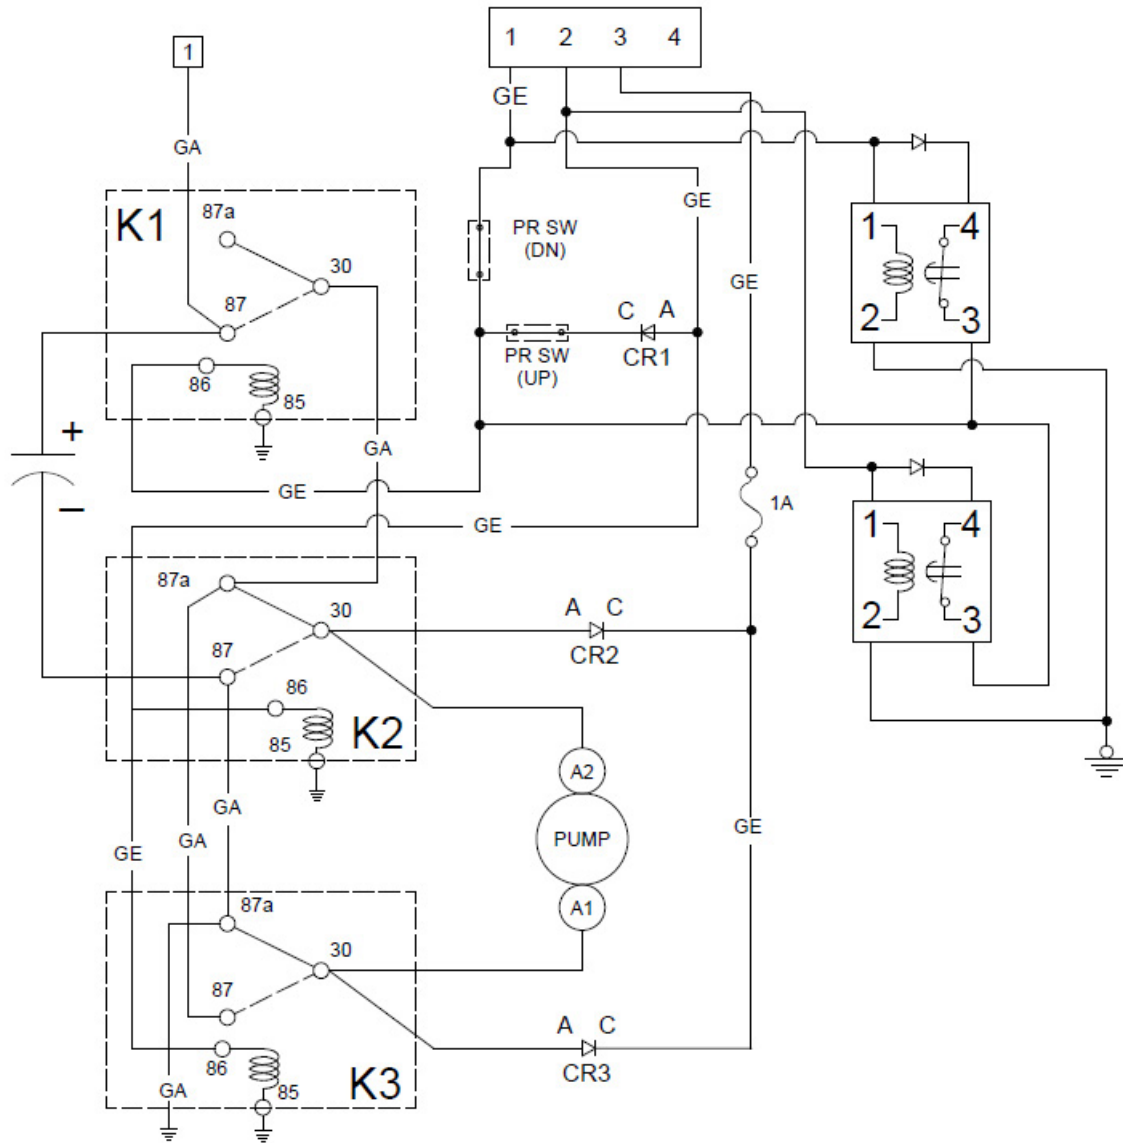 1 2 3 4
1
GE
GA
K1
87a
PR SW
(DN)
GE
1 4
30
GE
87
C A
2 3
PR SW
(UP)
CR1
86
85
+
GA
–
GE
1A
GE
1 4
87a
30
A C
2 3
CR2
87
86
85
K2
A2
GA
GA
PUMP
GE
GE
A1
87a
30
87
A C
CR3
86
85
GA
K3